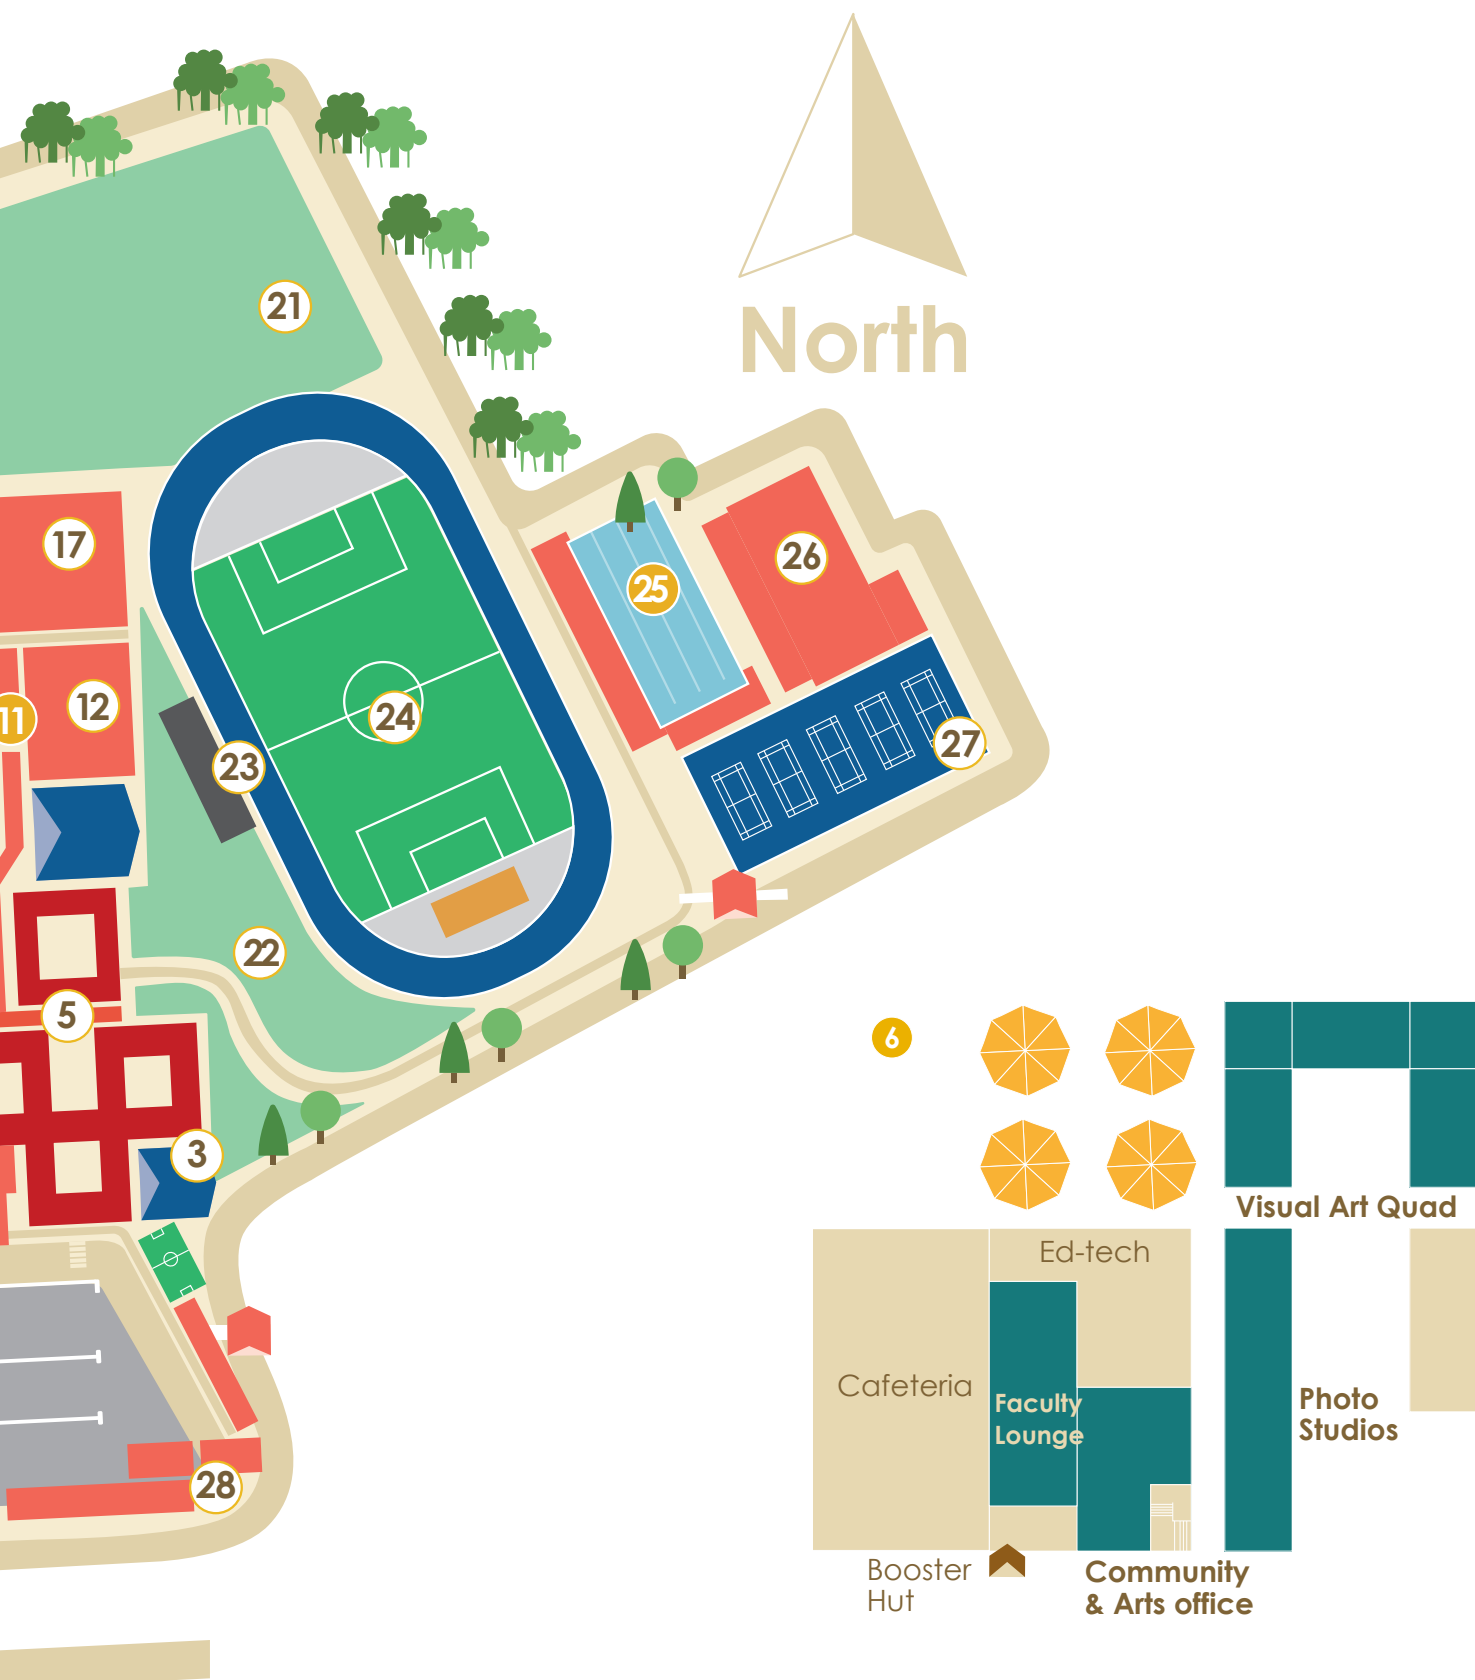 21
North
17
26
25
12
11
24
23
27
22
5
6
3
Visual Art Quad
Ed-tech
Cafeteria
Faculty
Lounge
Photo
Studios
28
Booster
Hut
Community
& Arts office